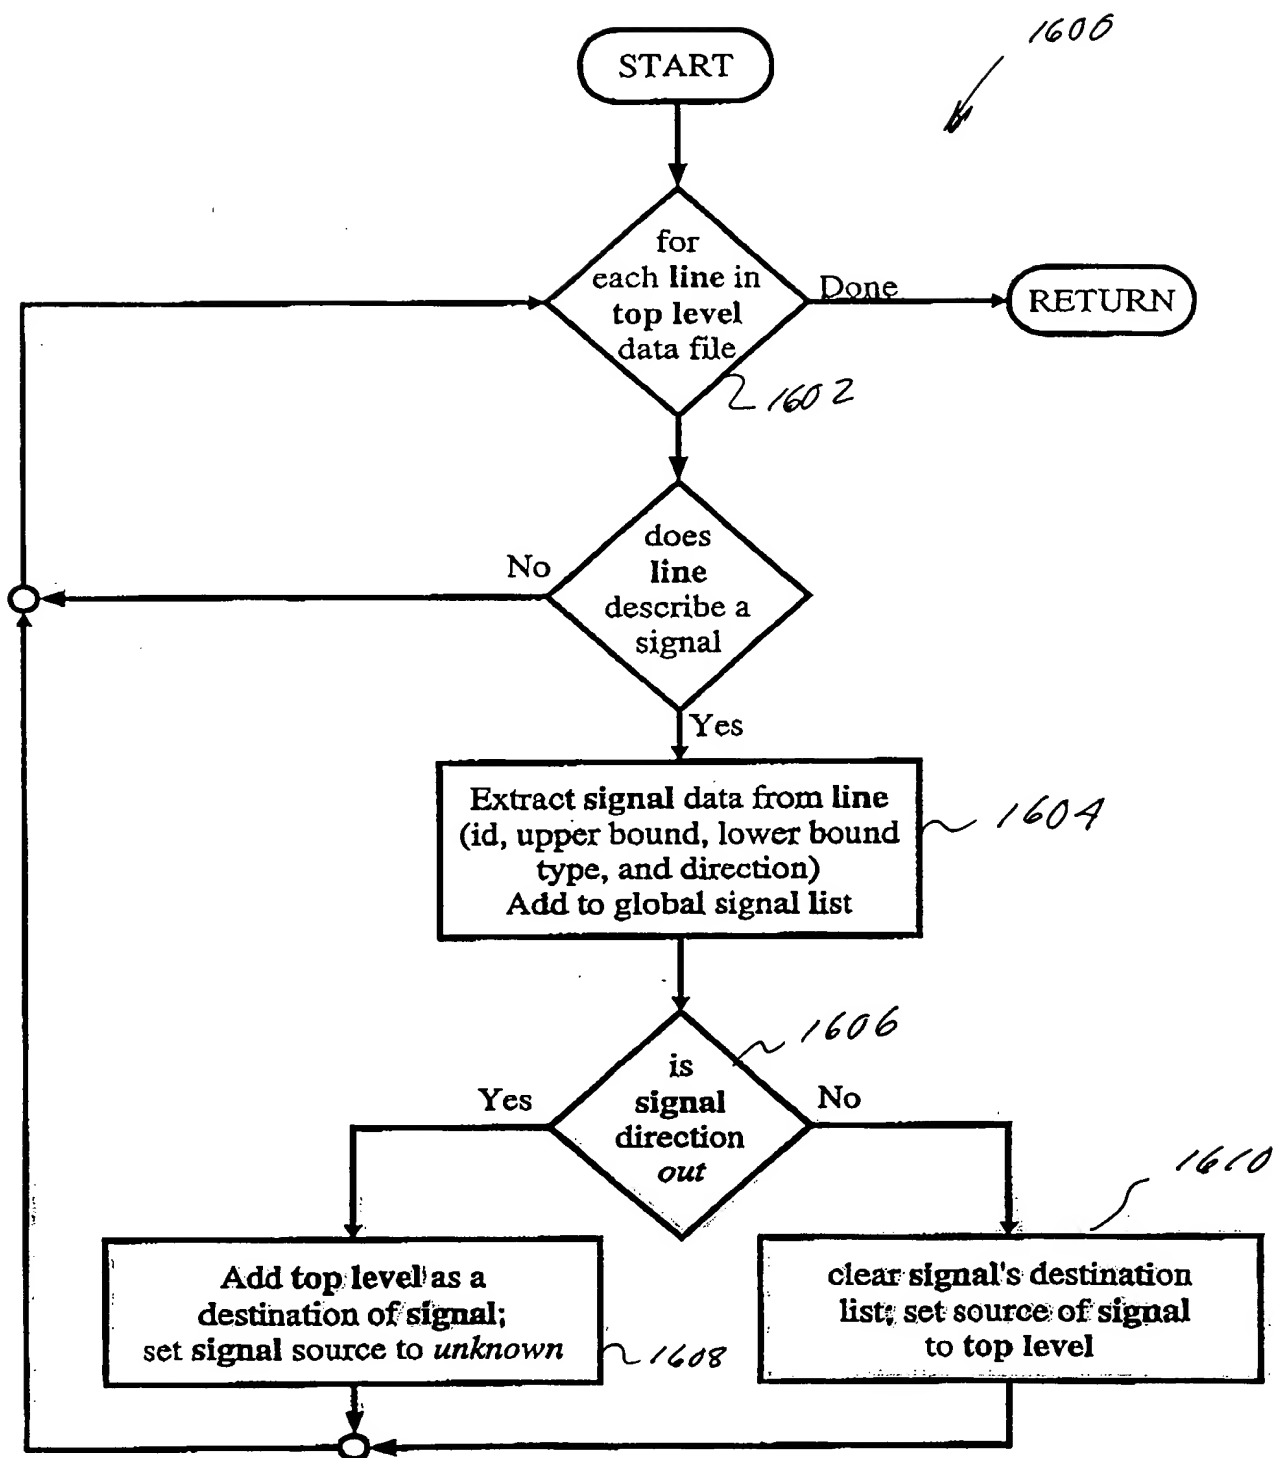 1600
START
for
each line in
top level
data file
Done
RETURN
1602
does
line
describe a
signal
No
Yes
Extract signal data from line
(id, upper bound, lower bound
type, and direction)
Add to global signal list
1604
1606
is
signal
direction
out
Yes
No
1610
Add top level as a
destination of signal;
set signal source to unknown
1608
clear signal's destination
list; set source of signal
to top level